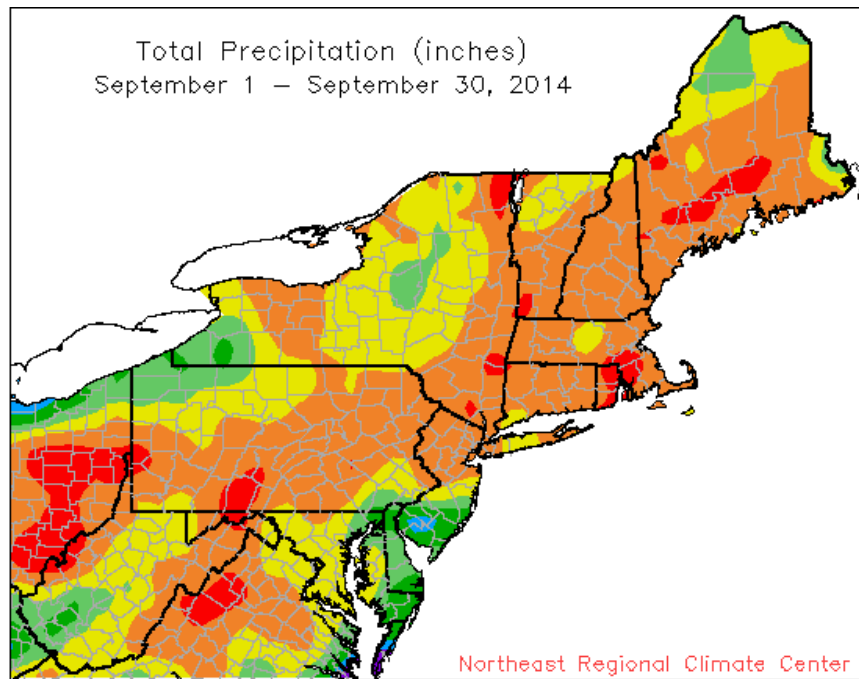 Total Precipitation (inches)
September 1 – September 30, 2014
Northeast Regional Climate Center